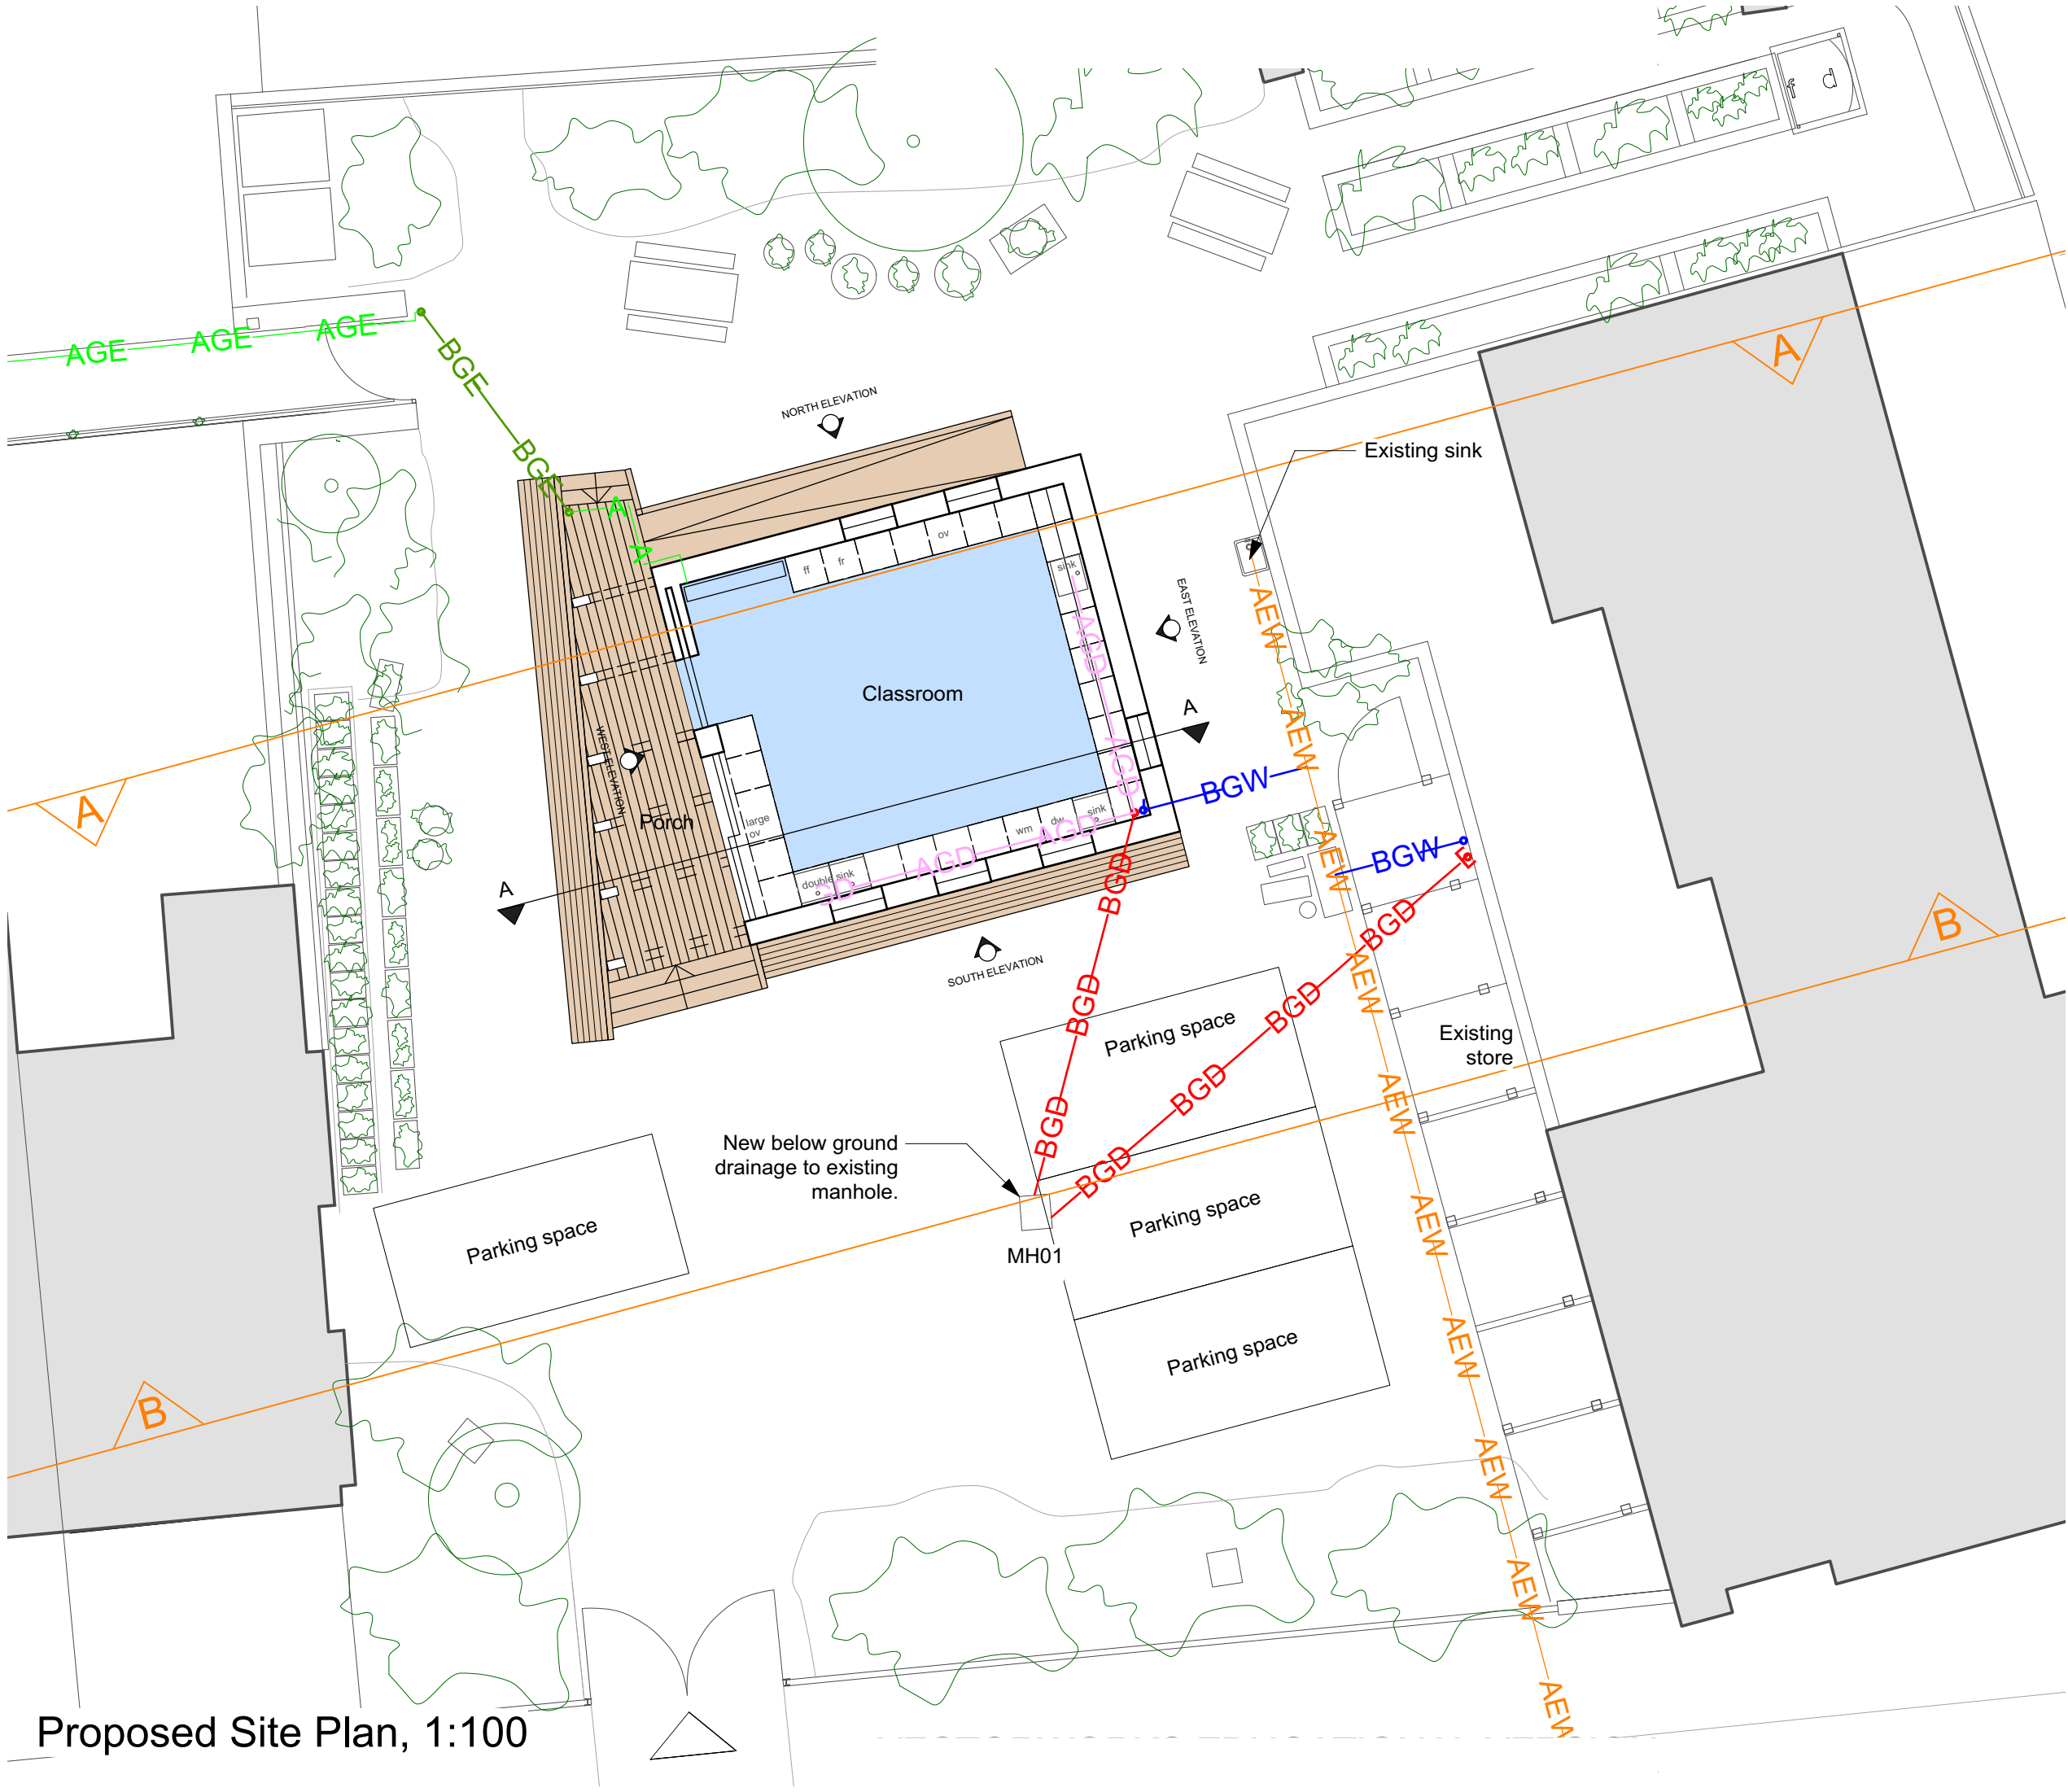 f d
AGE AGE AGE
BGE
BGE
NORTH ELEVATION
A
Existing sink
A
A
ff fr ov
sink
EAST ELEVATION
AEW
AGD
Classroom
A
AEW
AGD
WEST ELEVATION
BGW
A
Porch
large
ov
wm dw sink
AGD AGD
double sink
AEW
BGW
BGD
A
BGD
B
SOUTH ELEVATION
AEW
BGD
BGD
Parking space
Existing
store
BGD
AEW
BGD
New below ground
drainage to existing
manhole.
BGD
Parking space
Parking space
AEW
MH01
AEW
Parking space
B
AEW
AEW
AEW
Proposed Site Plan, 1:100